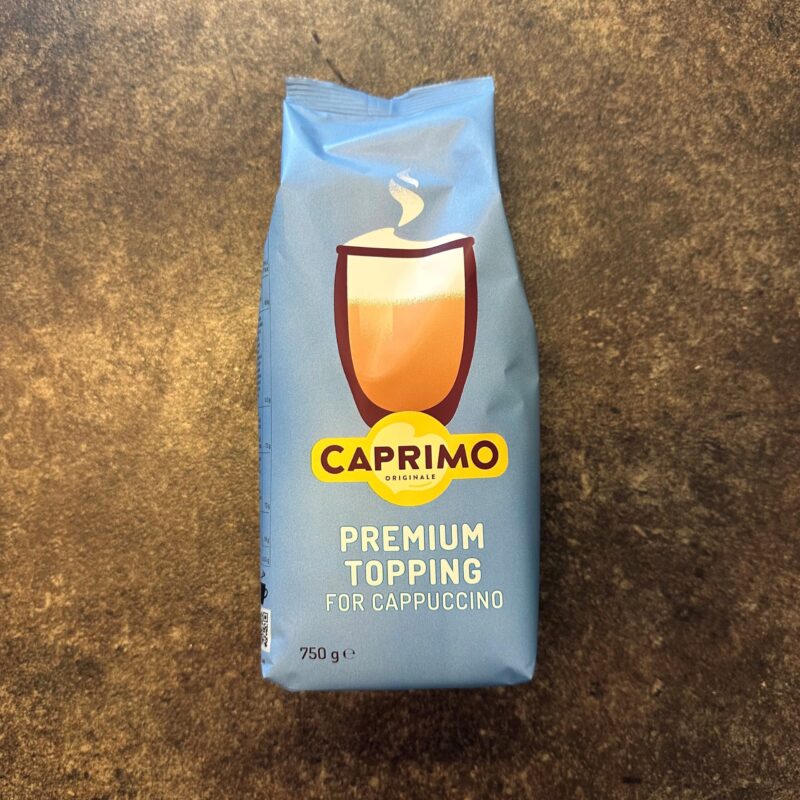 CAPRIMO
ORIGINALE
PREMIUM
TOPPING
FOR CAPPUCCINO
750 g ℮